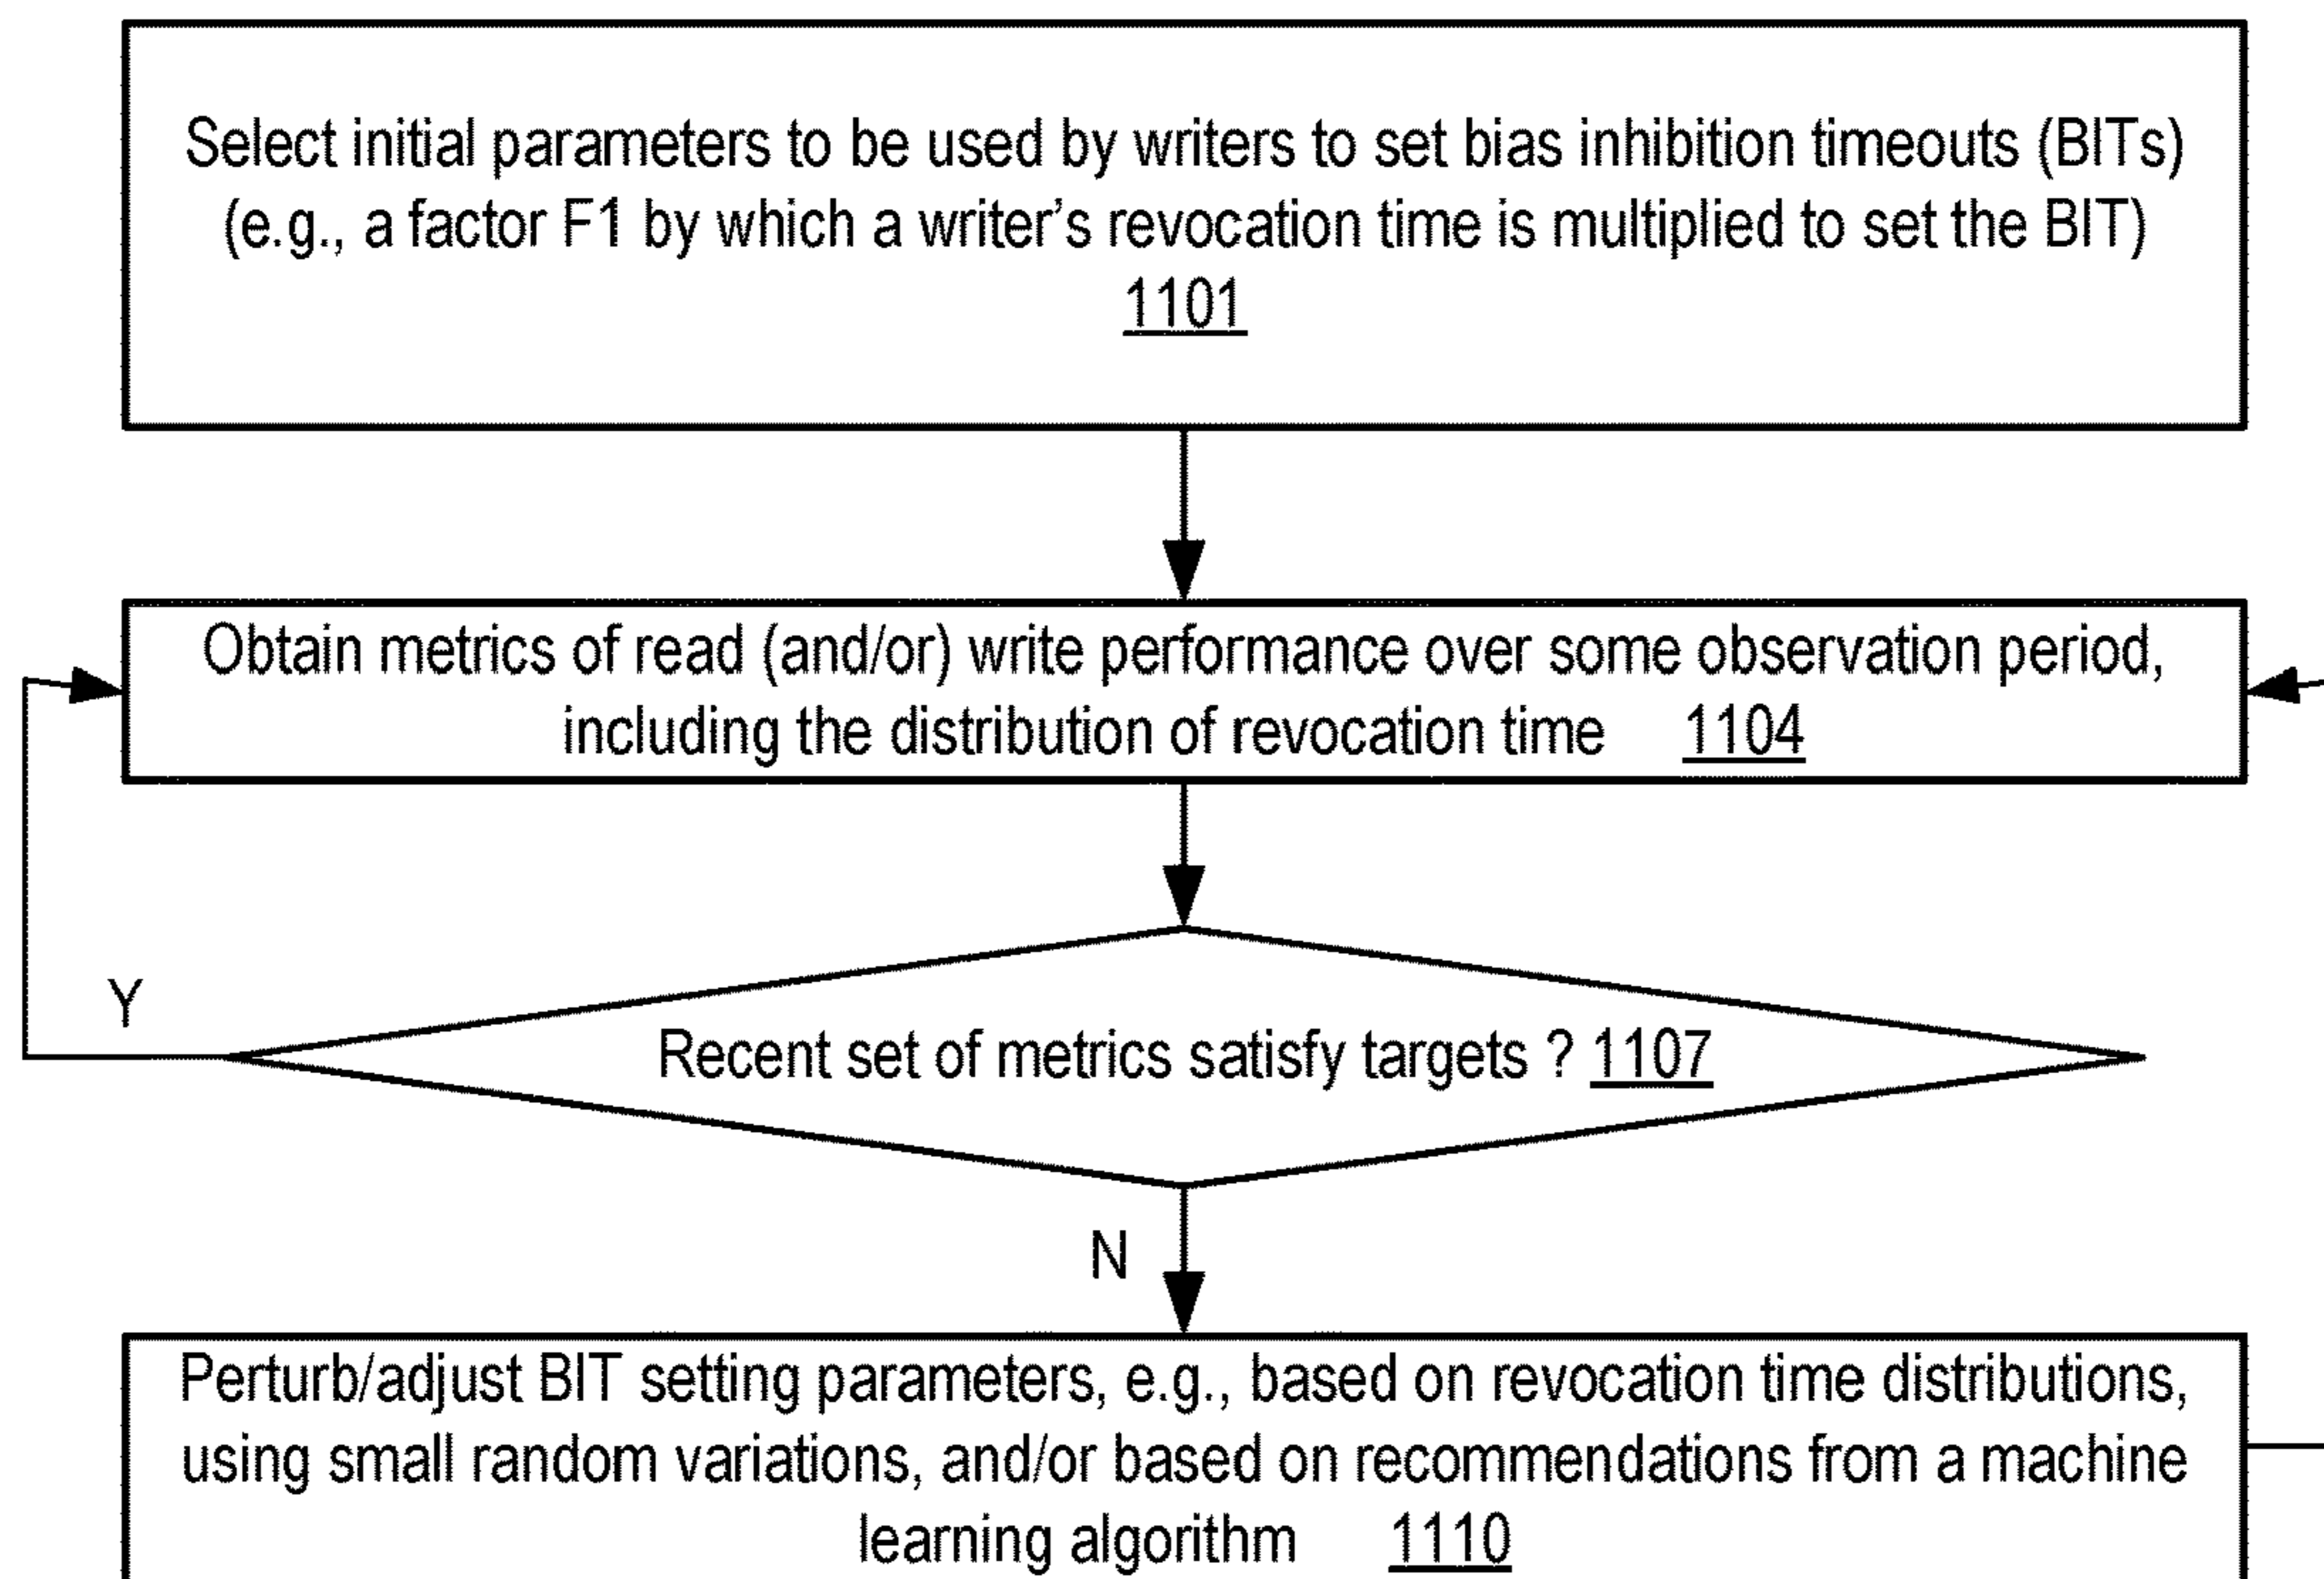 Select initial parameters to be used by writers to set bias inhibition timeouts (BITs)
(e.g., a factor F1 by which a writer's revocation time is multiplied to set the BIT)
1101
Obtain metrics of read (and/or) write performance over some observation period,
including the distribution of revocation time 1104
Y
Recent set of metrics satisfy targets ? 1107
N
Perturb/adjust BIT setting parameters, e.g., based on revocation time distributions,
using small random variations, and/or based on recommendations from a machine
learning algorithm 1110